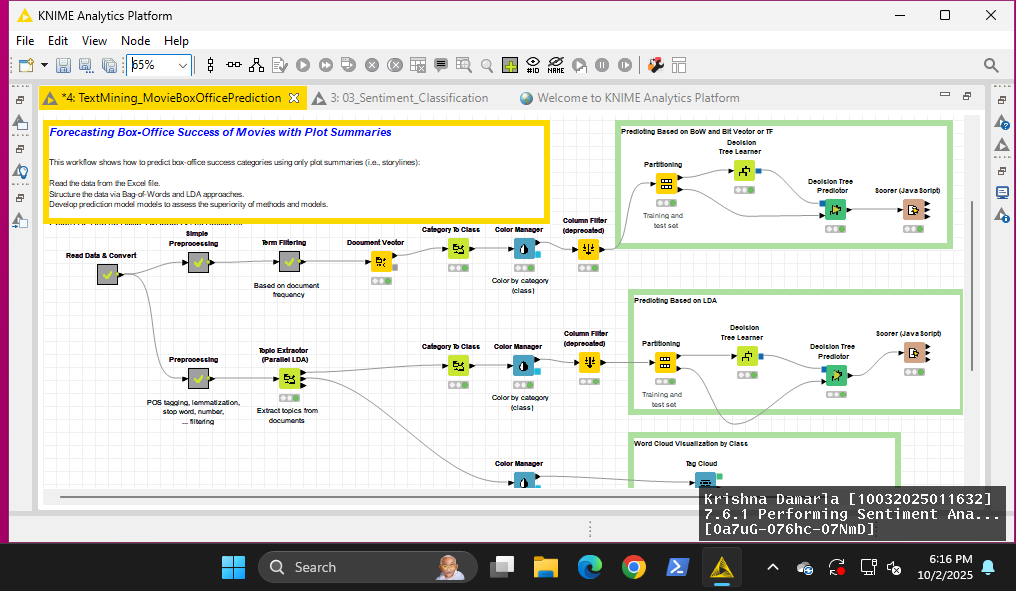 KNIME Analytics Platform
File Edit View Node Help
65%
#ID
NAME
*4: TextMining_MovieBoxOfficePrediction
3: 03_Sentiment_Classification
Welcome to KNIME Analytics Platform
Forecasting Box-Office Success of Movies with Plot Summaries
This workflow shows how to predict box-office success categories using only plot summaries (i.e., storylines):
Read the data from the Excel file.
Structure the data via Bag-of-Words and LDA approaches.
Develop prediction model models to assess the superiority of methods and models.
Predicting Based on BoW and Bit Vector or TF
Decision
Tree Learner
Partitioning
Training and
test set
Decision Tree
Predictor
Scorer (JavaScript)
Read Data & Convert
Simple
Preprocessing
Term Filtering
Based on document
frequency
Document Vector
Category To Class
Color Manager
Color by category
(class)
Column Filter
(deprecated)
Preprocessing
POS tagging, lemmatization,
stop word, number,
... filtering
Topic Extractor
(Parallel LDA)
Extract topics from
documents
Category To Class
Color Manager
Color by category
(class)
Column Filter
(deprecated)
Predicting Based on LDA
Decision
Tree Learner
Partitioning
Training and
test set
Decision Tree
Predictor
Scorer (JavaScript)
Color Manager
Word Cloud Visualization by Class
Tag Cloud
Krishna Damarla [10032025011632]
7.6.1 Performing Sentiment Ana...
[0a7uG-076hc-07NmD]
Search
6:16 PM
10/2/2025